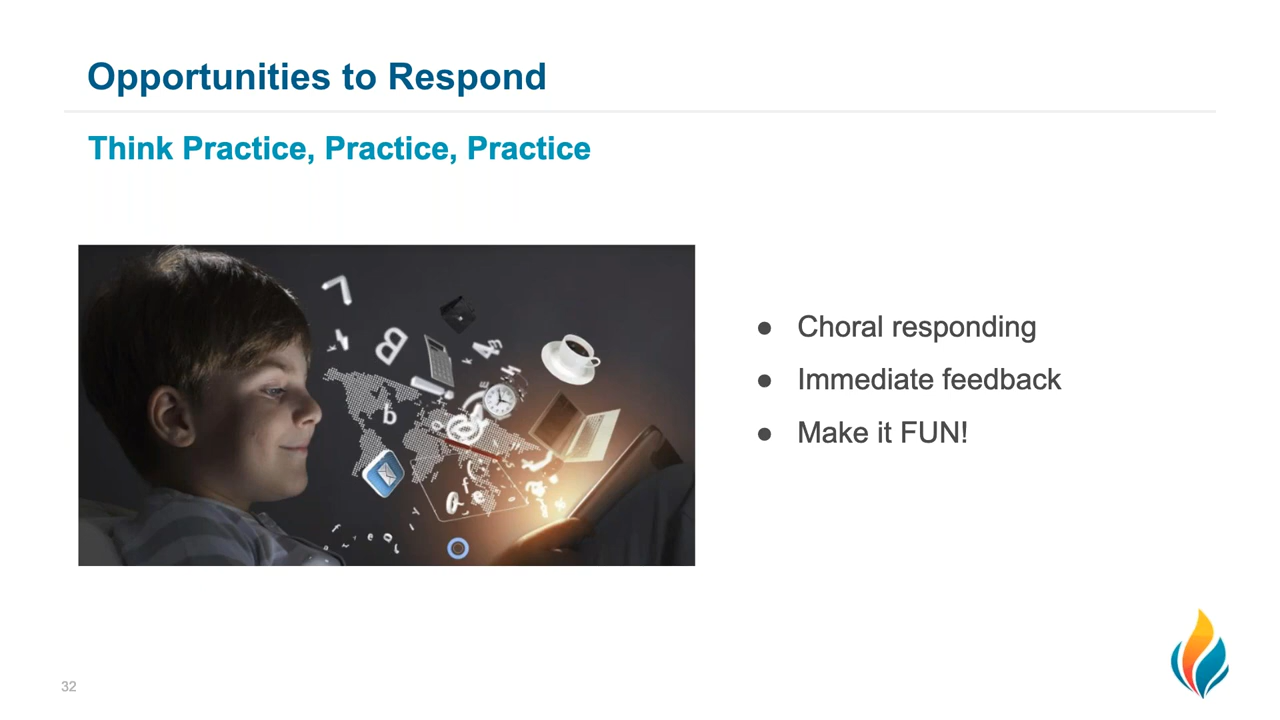 Opportunities to Respond
Think Practice, Practice, Practice
● Choral responding
● Immediate feedback
● Make it FUN!
32